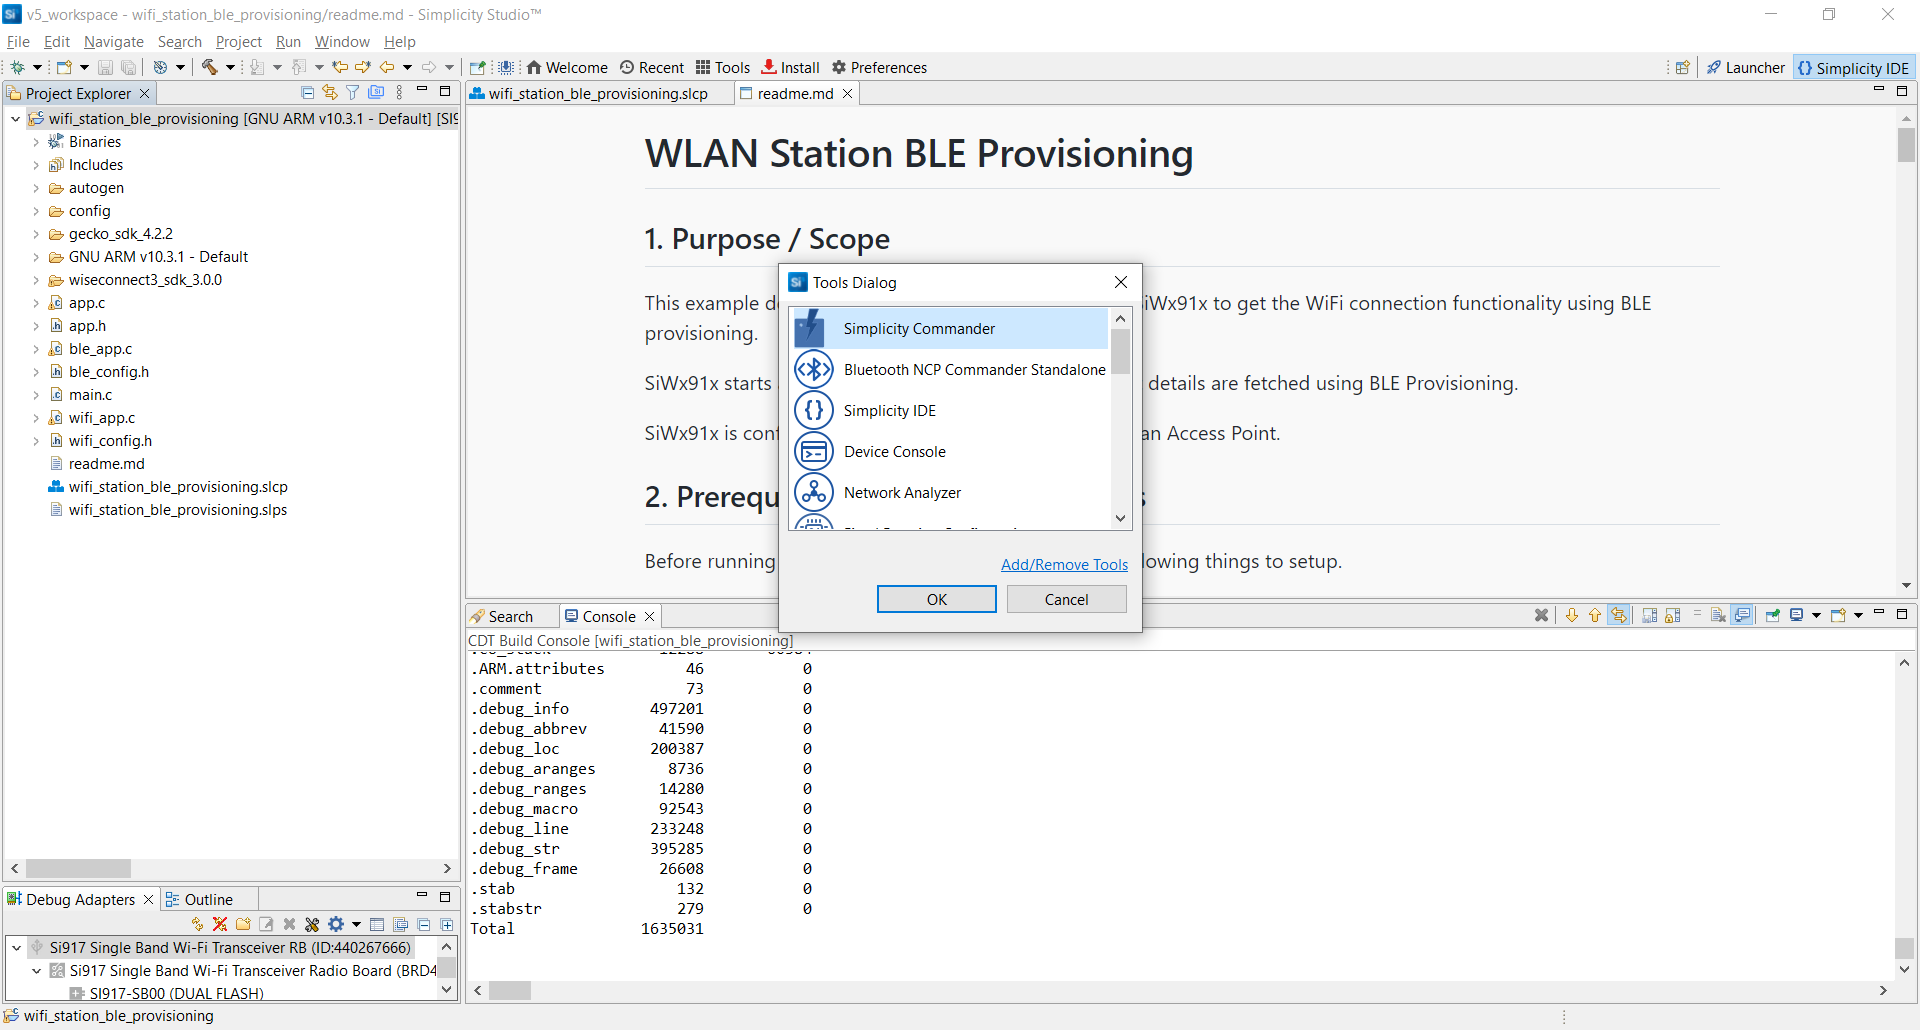 v5_workspace - wifi_station_ble_provisioning/readme.md - Simplicity Studio™
File Edit Navigate Search Project Run Window Help
Welcome Recent Tools Install Preferences
Launcher {} Simplicity IDE
Project Explorer
wifi_station_ble_provisioning [GNU ARM v10.3.1 - Default] [SI9
Binaries
Includes
autogen
config
gecko_sdk_4.2.2
GNU ARM v10.3.1 - Default
wiseconnect3_sdk_3.0.0
app.c
app.h
ble_app.c
ble_config.h
main.c
wifi_app.c
wifi_config.h
readme.md
wifi_station_ble_provisioning.slcp
wifi_station_ble_provisioning.slps
wifi_station_ble_provisioning.slcp readme.md
WLAN Station BLE Provisioning
1. Purpose / Scope
This example d iWx91x to get the WiFi connection functionality using BLE
provisioning.
SiWx91x starts details are fetched using BLE Provisioning.
SiWx91x is conf an Access Point.
2. Prerequ s
Before running lowing things to setup.
Tools Dialog
Simplicity Commander
Bluetooth NCP Commander Standalone
Simplicity IDE
Device Console
Network Analyzer
Add/Remove Tools
OK Cancel
Search Console
CDT Build Console [wifi_station_ble_provisioning]
.ARM.attributes 46 0
.comment 73 0
.debug_info 497201 0
.debug_abbrev 41590 0
.debug_loc 200387 0
.debug_aranges 8736 0
.debug_ranges 14280 0
.debug_macro 92543 0
.debug_line 233248 0
.debug_str 395285 0
.debug_frame 26608 0
.stab 132 0
.stabstr 279 0
Total 1635031
Debug Adapters Outline
Si917 Single Band Wi-Fi Transceiver RB (ID:440267666)
Si917 Single Band Wi-Fi Transceiver Radio Board (BRD4
SI917-SB00 (DUAL FLASH)
wifi_station_ble_provisioning